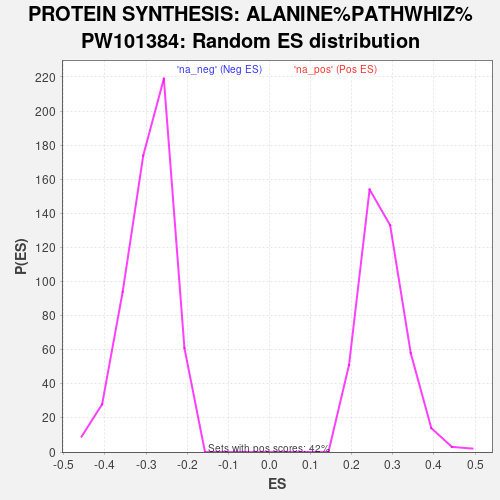 PROTEIN SYNTHESIS: ALANINE%PATHWHIZ%
PW101384: Random ES distribution
'na_neg' (Neg ES)
'na_pos' (Pos ES)
P(ES)
220
200
180
160
140
120
100
80
60
40
20
0
Sets with pos scores: 42%
-0.5 -0.4 -0.3 -0.2 -0.1 0.0 0.1 0.2 0.3 0.4 0.5
ES